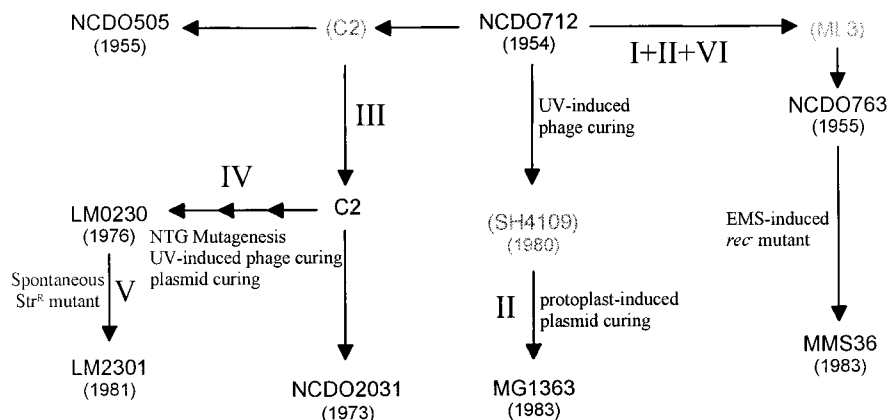 NCDO505
(1955)
(C2)
NCDO712
(1954)
I+II+VI
(ML3)
NCDO763
(1955)
III
UV-induced
phage curing
IV
LM0230
(1976)
C2
NTG Mutagenesis
UV-induced phage curing
plasmid curing
(SH4109)
(1980)
EMS-induced
rec⁻ mutant
Spontaneous
Strᴿ mutant
V
II
protoplast-induced
plasmid curing
LM2301
(1981)
NCDO2031
(1973)
MG1363
(1983)
MMS36
(1983)